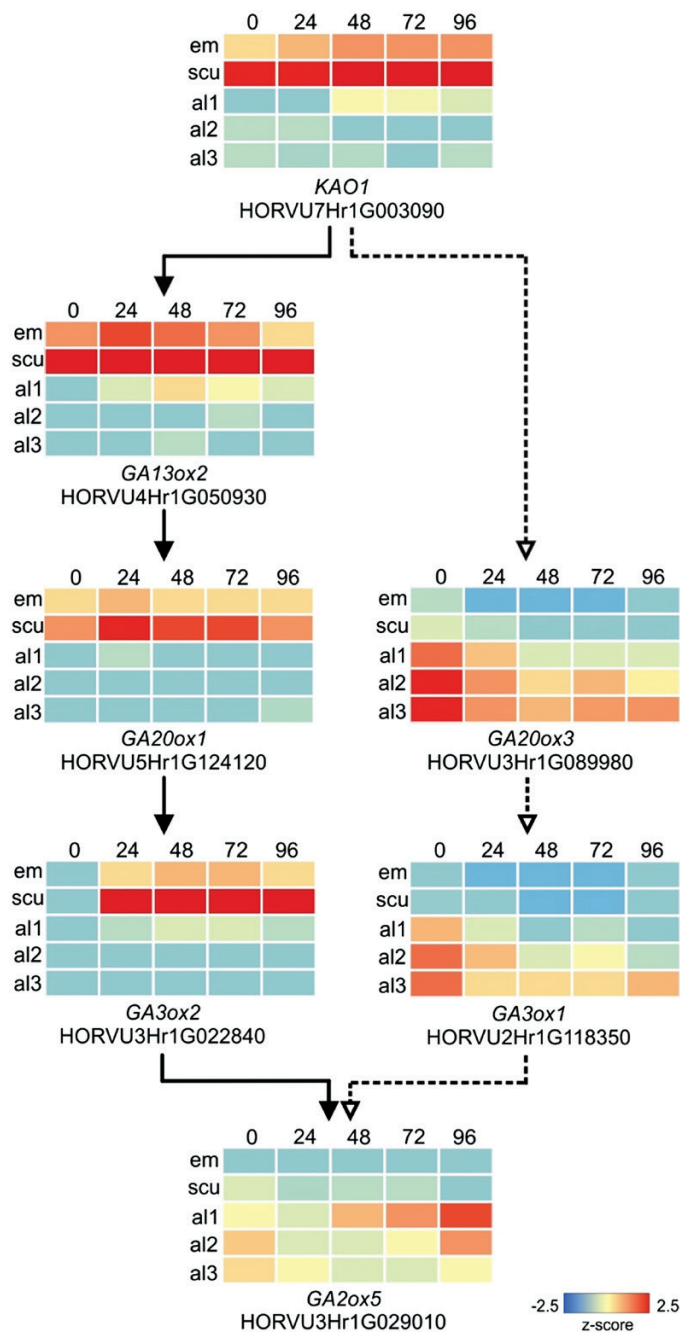 0 24 48 72 96
em
scu
al1
al2
al3
KAO1
HORVU7Hr1G003090
0 24 48 72 96
em
scu
al1
al2
al3
GA13ox2
HORVU4Hr1G050930
0 24 48 72 96
em
scu
al1
al2
al3
GA20ox1
HORVU5Hr1G124120
0 24 48 72 96
em
scu
al1
al2
al3
GA20ox3
HORVU3Hr1G089980
0 24 48 72 96
em
scu
al1
al2
al3
GA3ox2
HORVU3Hr1G022840
0 24 48 72 96
em
scu
al1
al2
al3
GA3ox1
HORVU2Hr1G118350
0 24 48 72 96
em
scu
al1
al2
al3
GA2ox5
HORVU3Hr1G029010
-2.5 2.5
z-score